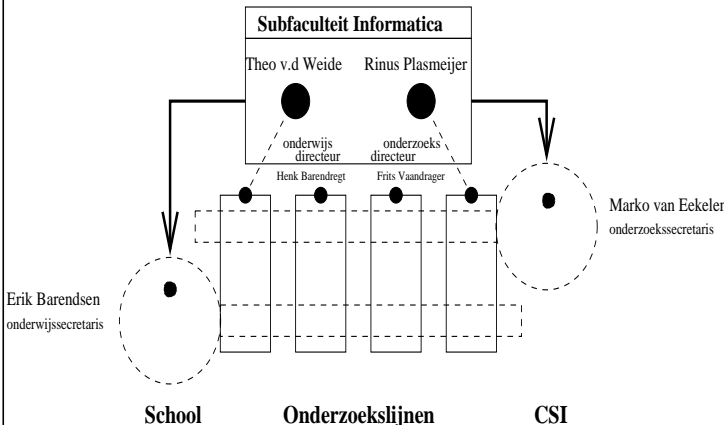 Subfaculteit Informatica
Theo v.d Weide Rinus Plasmeijer
onderwijs onderzoeks
directeur directeur
Henk Barendregt Frits Vaandrager
Marko van Eekelen
onderzoekssecretaris
Erik Barendsen
onderwijssecretaris
School Onderzoekslijnen CSI